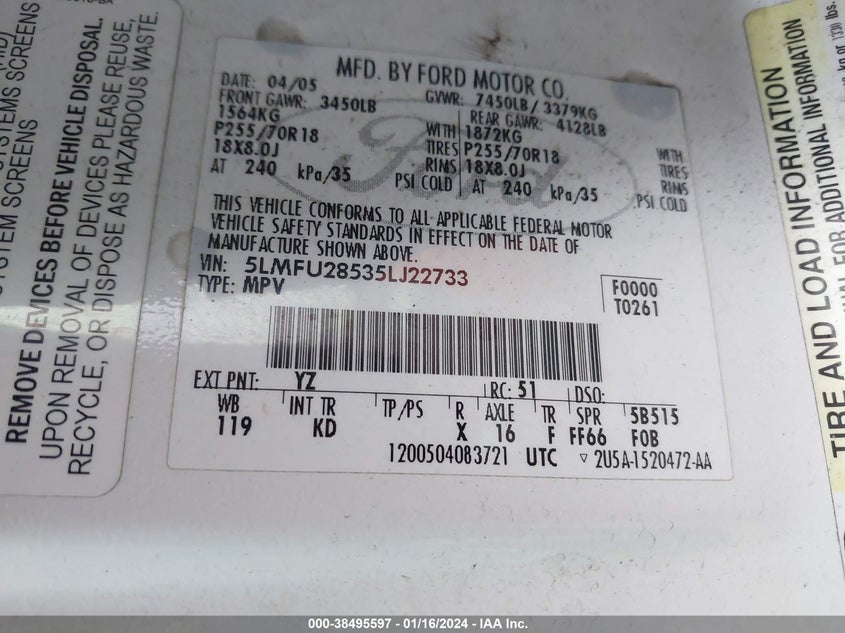 SYSTEMS SCREENS
SYSTEM SCREENS
REMOVE DEVICES BEFORE VEHICLE DISPOSAL.
UPON REMOVAL OF DEVICES PLEASE REUSE,
RECYCLE, OR DISPOSE AS HAZARDOUS WASTE.
MFD. BY FORD MOTOR CO.
DATE: 04/05 GVWR: 7450LB/ 3379KG
FRONT GAWR: 3450LB REAR GAWR: 4128LB
1564KG WITH 1872KG WITH
P255/70R18 TIRES P255/70R18 TIRES
18X8.0J RIMS 18X8.0J RIMS
AT 240 kPa/35 PSI COLD AT 240 kPa/35 PSI COLD
Ford
THIS VEHICLE CONFORMS TO ALL APPLICABLE FEDERAL MOTOR
VEHICLE SAFETY STANDARDS IN EFFECT ON THE DATE OF
MANUFACTURE SHOWN ABOVE.
VIN: 5LMFU28535LJ22733
TYPE: MPV
F0000
T0261
EXT PNT: YZ RC: 51 DSO:
WB INT TR TP/PS R AXLE TR SPR 5B515
119 KD X 16 F FF66 FOB
1200504083721 UTC ▽ 2U5A-1520472-AA
TIRE AND LOAD INFORMATION
FOR ADDITIONAL INFORMATION
000-38495597 - 01/16/2024 - IAA Inc.